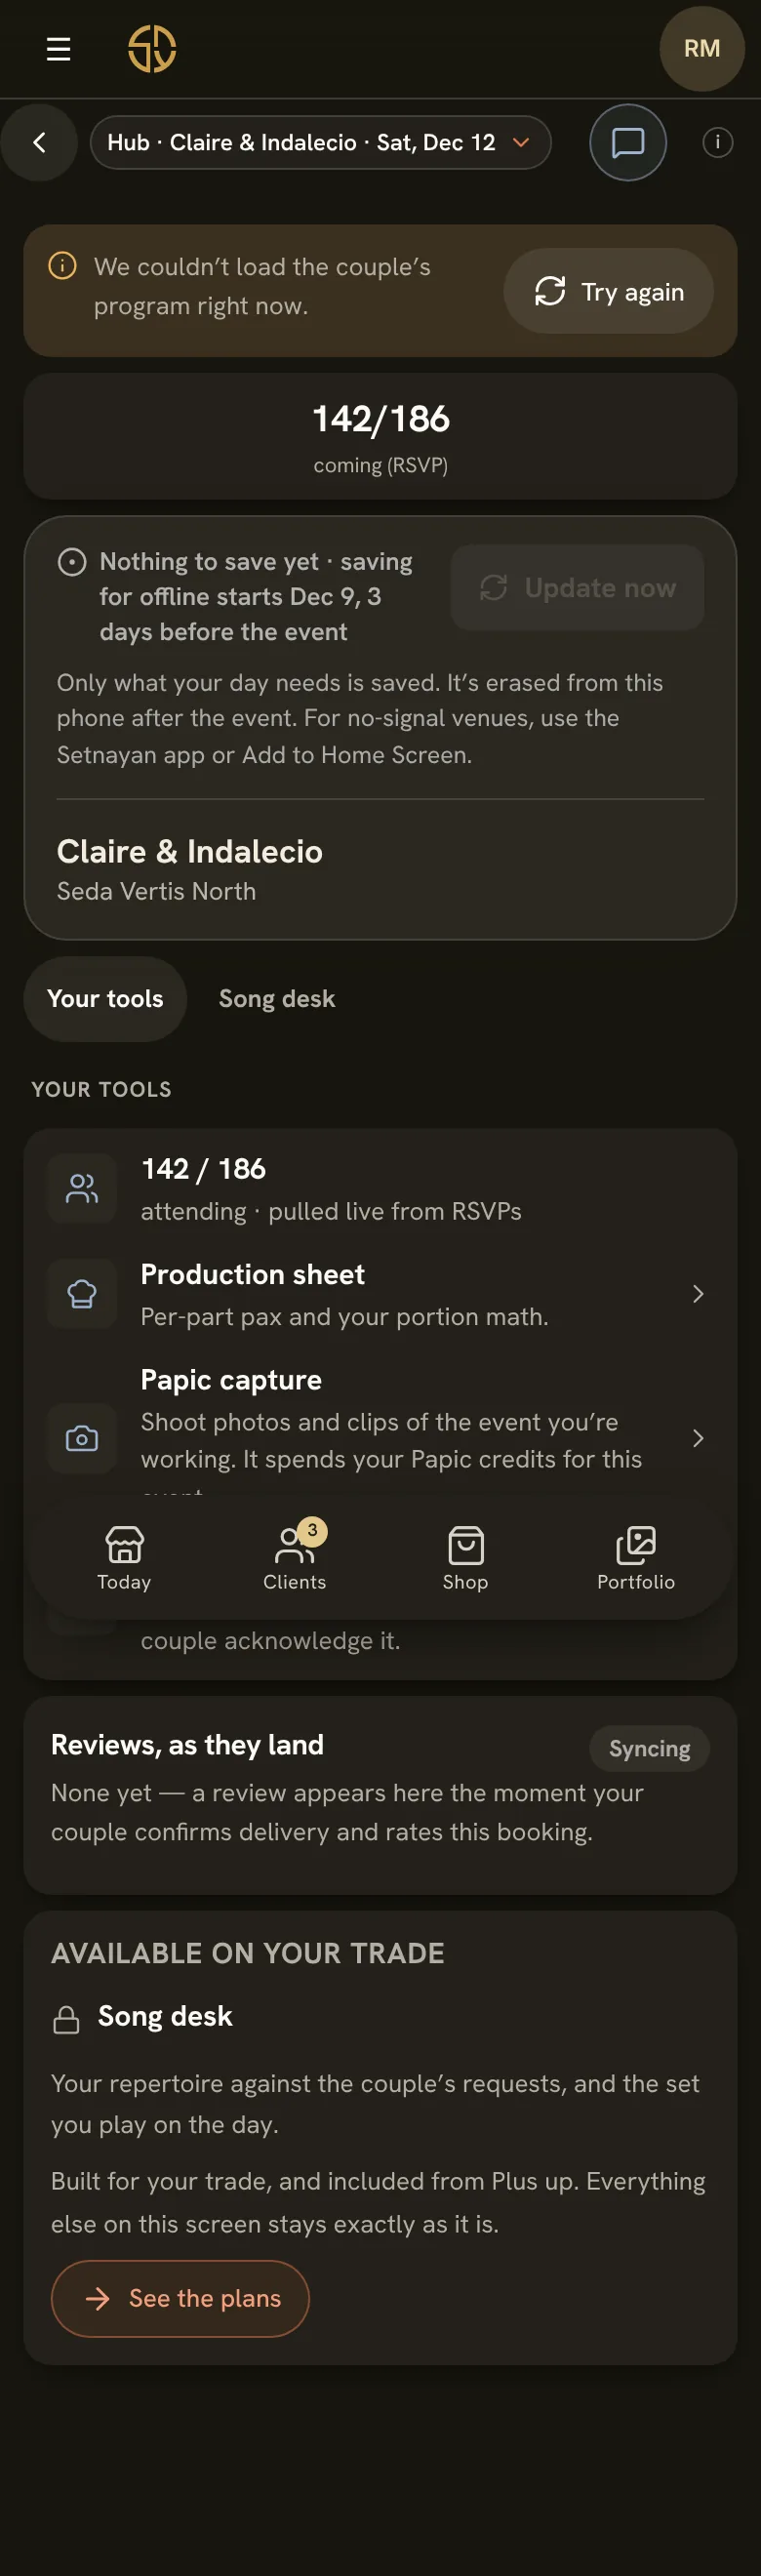 RM
Hub · Claire & Indalecio · Sat, Dec 12
We couldn’t load the couple’s
program right now.
Try again
142/186
coming (RSVP)
Nothing to save yet · saving
for offline starts Dec 9, 3
days before the event
Update now
Only what your day needs is saved. It’s erased from this
phone after the event. For no-signal venues, use the
Setnayan app or Add to Home Screen.
Claire & Indalecio
Seda Vertis North
Your tools
Song desk
YOUR TOOLS
142 / 186
attending · pulled live from RSVPs
Production sheet
Per-part pax and your portion math.
Papic capture
Shoot photos and clips of the event you’re
working. It spends your Papic credits for this
3
Today
Clients
Shop
Portfolio
couple acknowledge it.
Reviews, as they land
Syncing
None yet — a review appears here the moment your
couple confirms delivery and rates this booking.
AVAILABLE ON YOUR TRADE
Song desk
Your repertoire against the couple’s requests, and the set
you play on the day.
Built for your trade, and included from Plus up. Everything
else on this screen stays exactly as it is.
See the plans